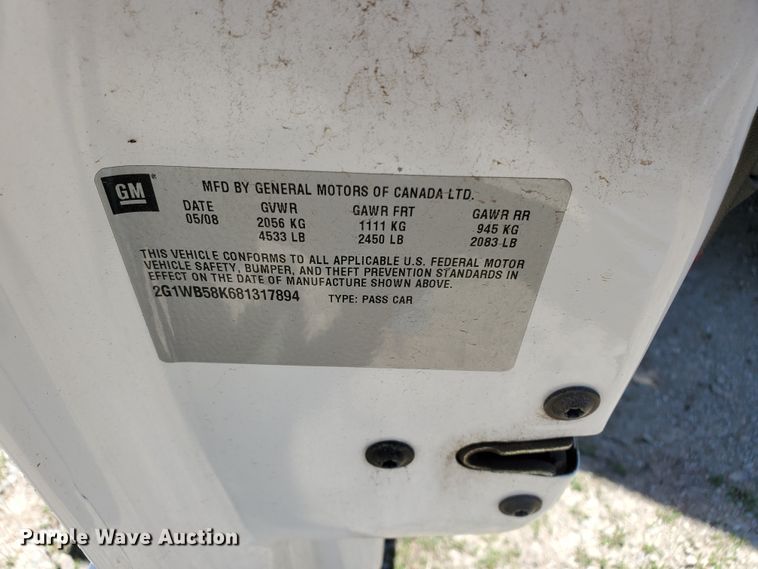 GM
MFD BY GENERAL MOTORS OF CANADA LTD.
DATE GVWR GAWR FRT GAWR RR
05/08 2056 KG 1111 KG 945 KG
4533 LB 2450 LB 2083 LB
THIS VEHICLE CONFORMS TO ALL APPLICABLE U.S. FEDERAL MOTOR
VEHICLE SAFETY, BUMPER, AND THEFT PREVENTION STANDARDS IN
EFFECT ON THE DATE OF MANUFACTURE SHOWN ABOVE.
2G1WB58K681317894 TYPE: PASS CAR
Purple Wave Auction